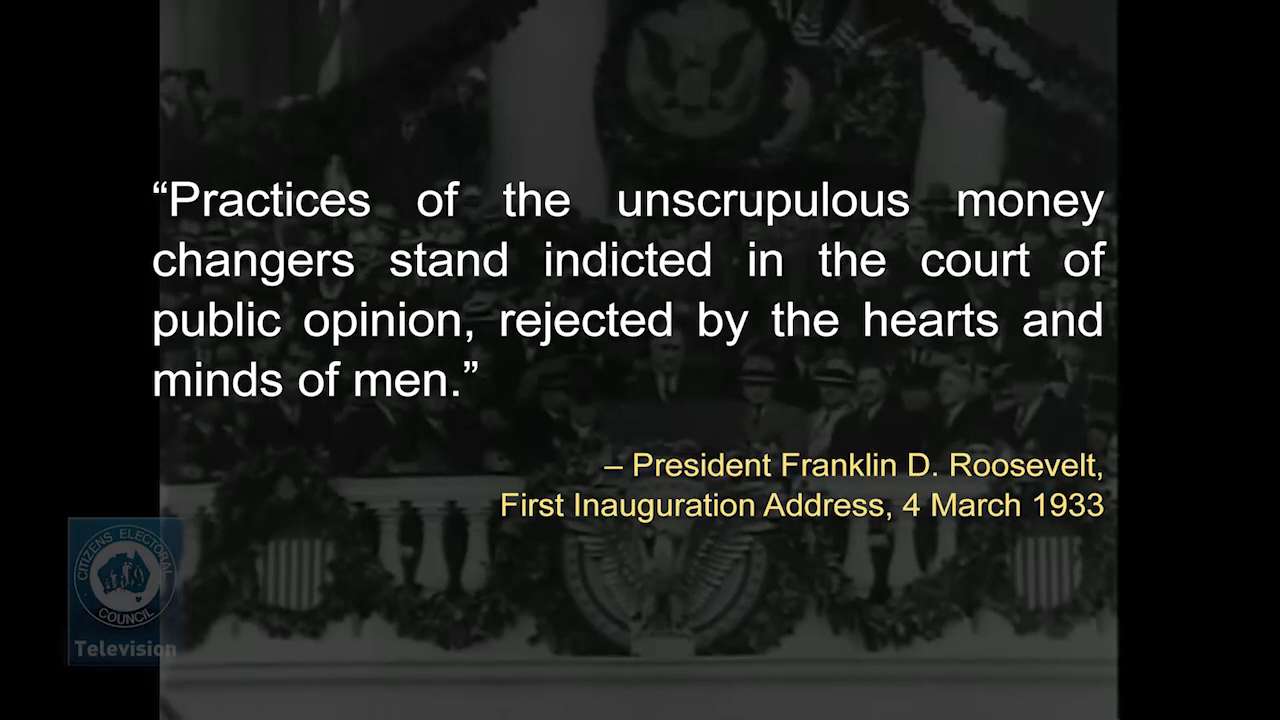 “Practices of the unscrupulous money
changers stand indicted in the court of
public opinion, rejected by the hearts and
minds of men.”
– President Franklin D. Roosevelt,
First Inauguration Address, 4 March 1933
CITIZENS ELECTORAL
COUNCIL
Television